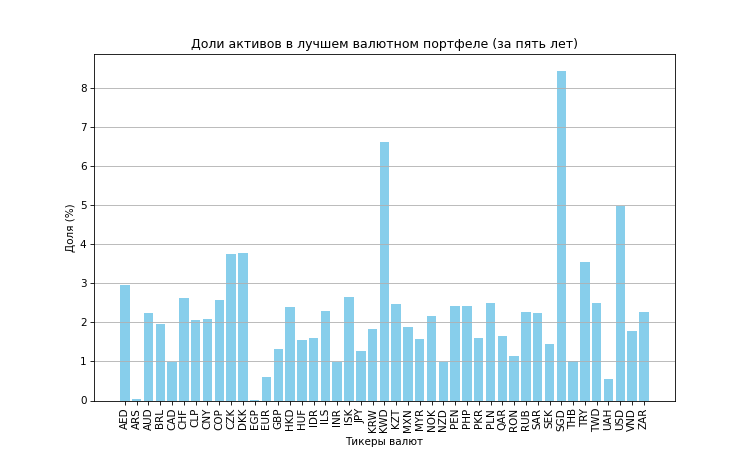 Доли активов в лучшем валютном портфеле (за пять лет)
Доля (%)
8
7
6
5
4
3
2
1
0
AED ARS AUD BRL CAD CHF CLP CNY COP CZK DKK EGP EUR GBP HKD HUF IDR ILS INR ISK JPY KRW KWD KZT MXN MYR NOK NZD PEN PHP PKR PLN QAR RON RUB SAR SEK SGD THB TRY TWD UAH USD VND ZAR
Тикеры валют